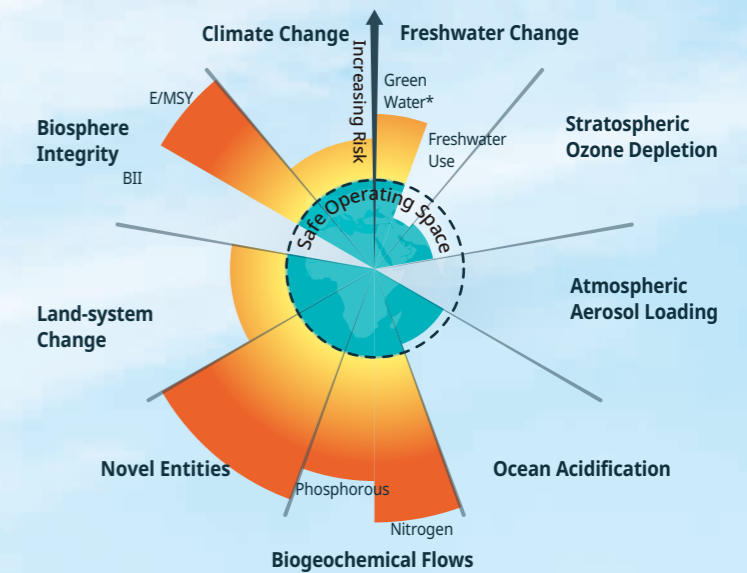 Climate Change
Freshwater Change
Increasing Risk
Green
Water*
Freshwater
Use
E/MSY
Biosphere
Integrity
BII
Stratospheric
Ozone Depletion
Safe Operating Space
Land-system
Change
Atmospheric
Aerosol Loading
Novel Entities
Phosphorous
Ocean Acidification
Nitrogen
Biogeochemical Flows